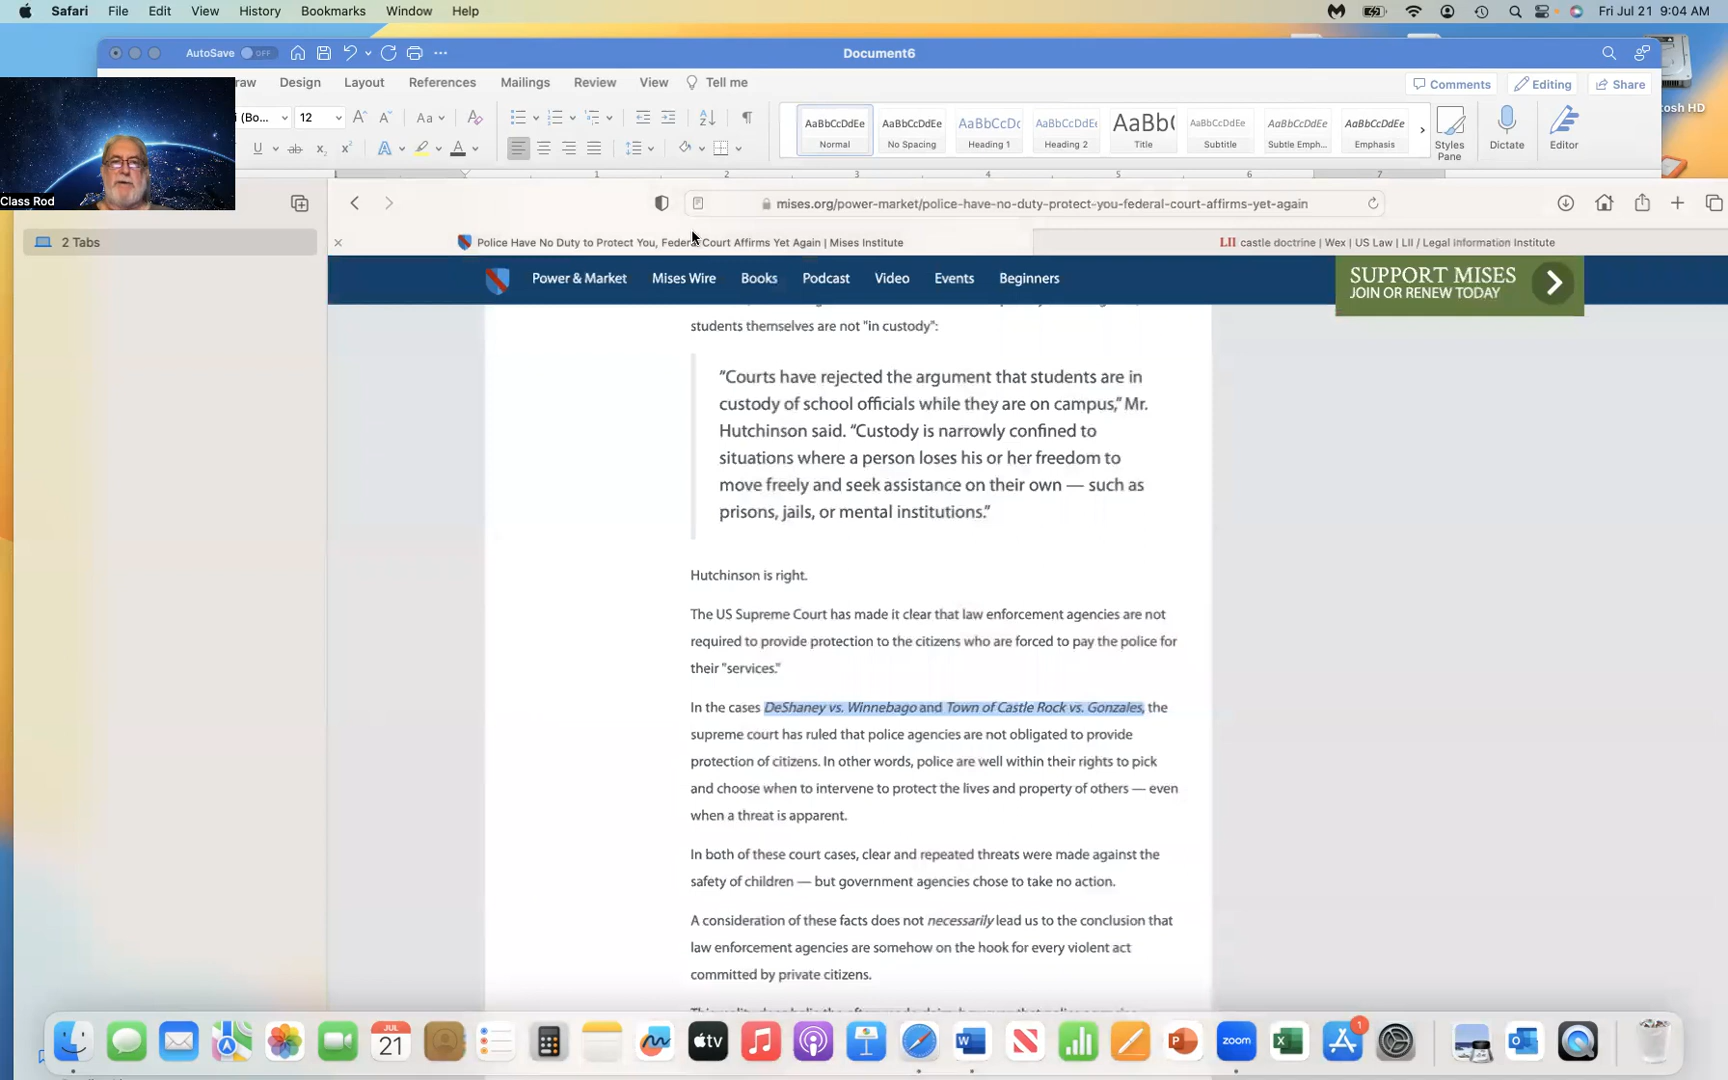 Safari File Edit View History Bookmarks Window Help Fri Jul 21 9:04 AM
AutoSave OFF Document6
raw Design Layout References Mailings Review View Tell me Comments Editing Share
tosh HD
(Bo... 12 Aa
AaBbCcDdEe AaBbCcDdEe AaBbCcDc AaBbCcDdEe AaBb( AaBbCcDdEe AaBbCcDdEe AaBbCcDdEe
Normal No Spacing Heading 1 Heading 2 Title Subtitle Subtle Emph... Emphasis Styles Pane Dictate Editor
1 2 3 4 5 6 7
Class Rod
mises.org/power-market/police-have-no-duty-protect-you-federal-court-affirms-yet-again
2 Tabs
Police Have No Duty to Protect You, Federal Court Affirms Yet Again | Mises Institute
LII castle doctrine | Wex | US Law | LII / Legal Information Institute
Power & Market Mises Wire Books Podcast Video Events Beginners
SUPPORT MISES
JOIN OR RENEW TODAY
students themselves are not "in custody":
“Courts have rejected the argument that students are in
custody of school officials while they are on campus,” Mr.
Hutchinson said. “Custody is narrowly confined to
situations where a person loses his or her freedom to
move freely and seek assistance on their own — such as
prisons, jails, or mental institutions.”
Hutchinson is right.
The US Supreme Court has made it clear that law enforcement agencies are not
required to provide protection to the citizens who are forced to pay the police for
their "services."
In the cases DeShaney vs. Winnebago and Town of Castle Rock vs. Gonzales, the
supreme court has ruled that police agencies are not obligated to provide
protection of citizens. In other words, police are well within their rights to pick
and choose when to intervene to protect the lives and property of others — even
when a threat is apparent.
In both of these court cases, clear and repeated threats were made against the
safety of children — but government agencies chose to take no action.
A consideration of these facts does not necessarily lead us to the conclusion that
law enforcement agencies are somehow on the hook for every violent act
committed by private citizens.
JUL
21
tv
zoom
1